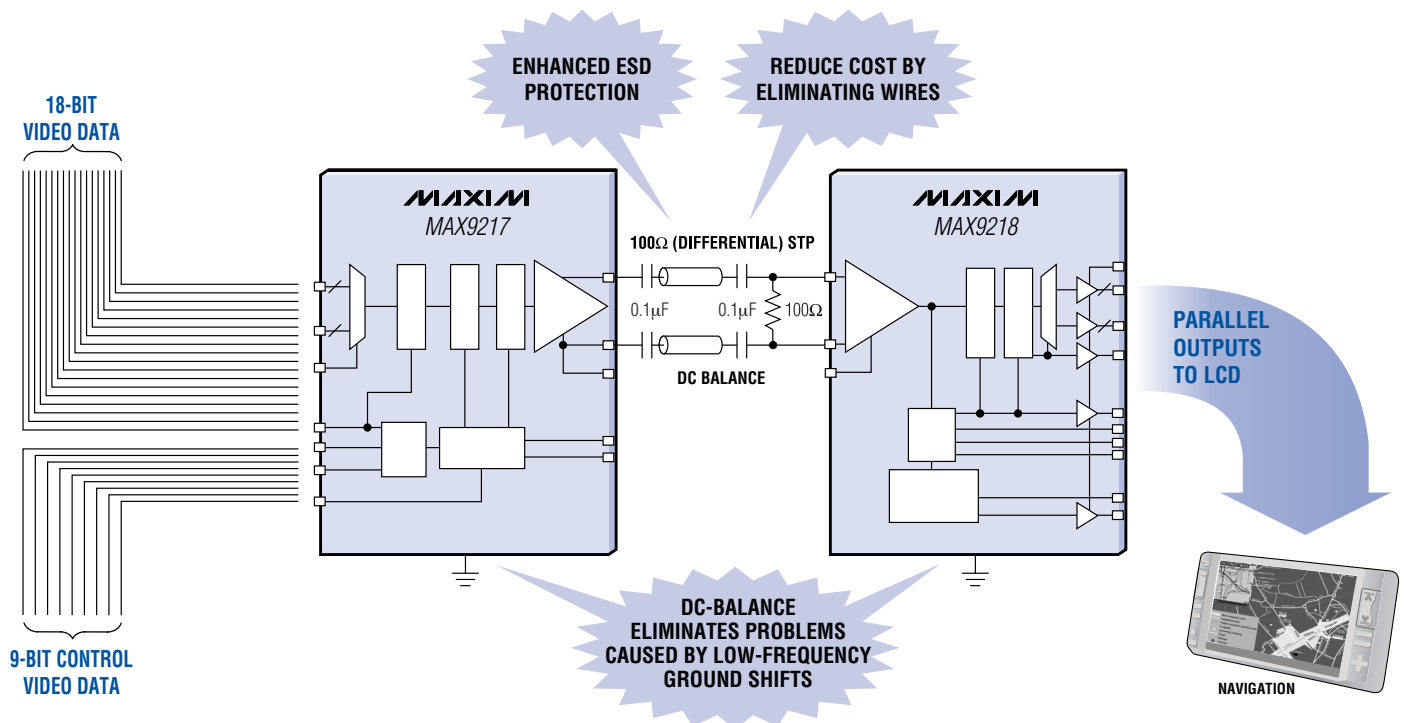 ENHANCED ESD
PROTECTION
REDUCE COST BY
ELIMINATING WIRES
18-BIT
VIDEO DATA
MAXIM
MAX9217
100Ω (DIFFERENTIAL) STP
0.1µF
0.1µF
100Ω
DC BALANCE
MAXIM
MAX9218
PARALLEL
OUTPUTS
TO LCD
9-BIT CONTROL
VIDEO DATA
DC-BALANCE
ELIMINATES PROBLEMS
CAUSED BY LOW-FREQUENCY
GROUND SHIFTS
NAVIGATION